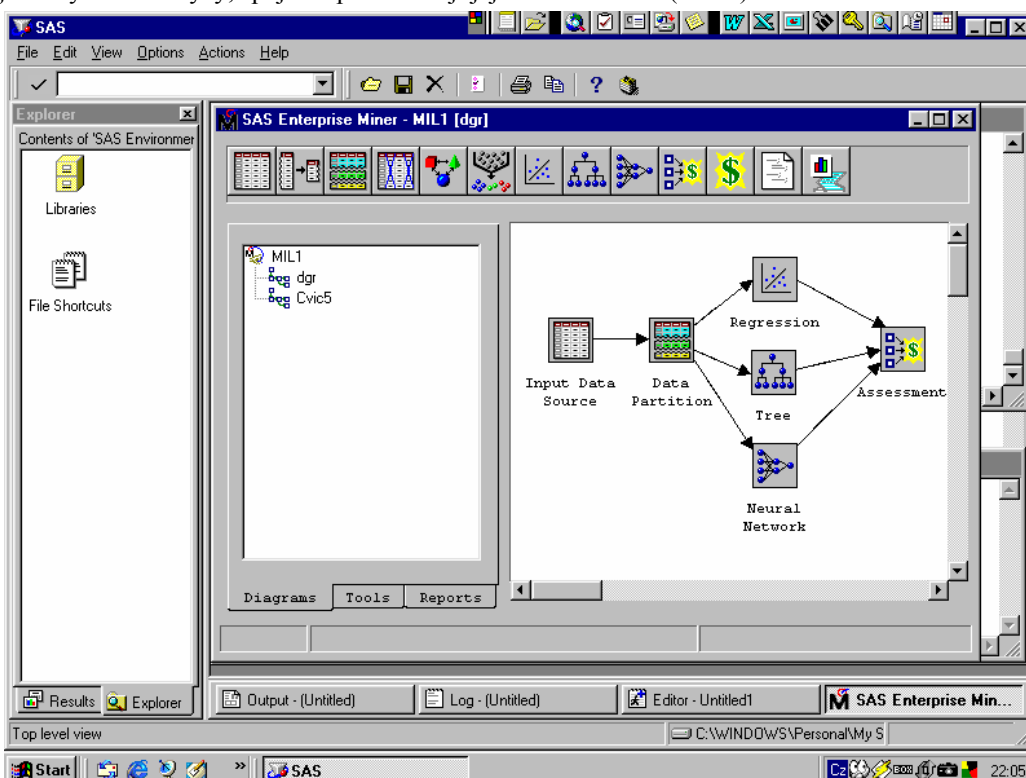 SAS
File Edit View Options Actions Help
Explorer
Contents of 'SAS Environmer
Libraries
File Shortcuts
SAS Enterprise Miner - MIL1 [dgr]
MIL1
dgr
Cvic5
Regression
Input Data
Source
Data
Partition
Tree
Assessment
Neural
Network
Diagrams Tools Reports
Results Explorer
Output - (Untitled) Log - (Untitled) Editor - Untitled1 SAS Enterprise Min...
Top level view C:\WINDOWS\Personal\My S
Start » SAS Cz 22:05